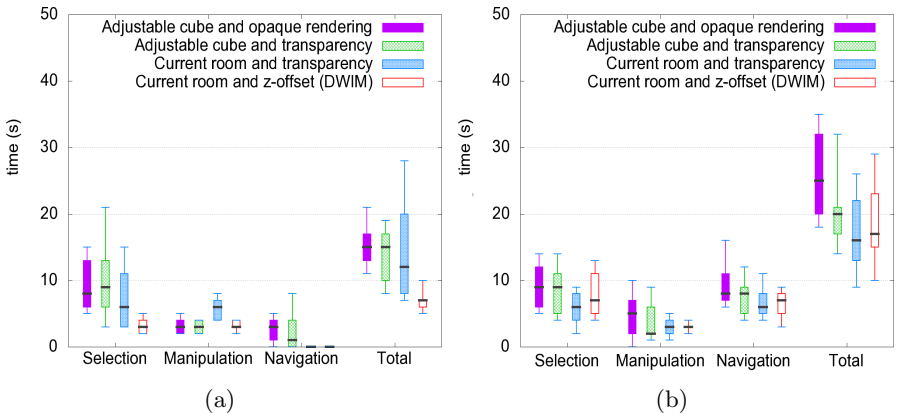 50
40
30
20
10
0
time (s)
Adjustable cube and opaque rendering
Adjustable cube and transparency
Current room and transparency
Current room and z-offset (DWIM)
Selection Manipulation Navigation Total
(a)
50
40
30
20
10
0
time (s)
Adjustable cube and opaque rendering
Adjustable cube and transparency
Current room and transparency
Current room and z-offset (DWIM)
Selection Manipulation Navigation Total
(b)